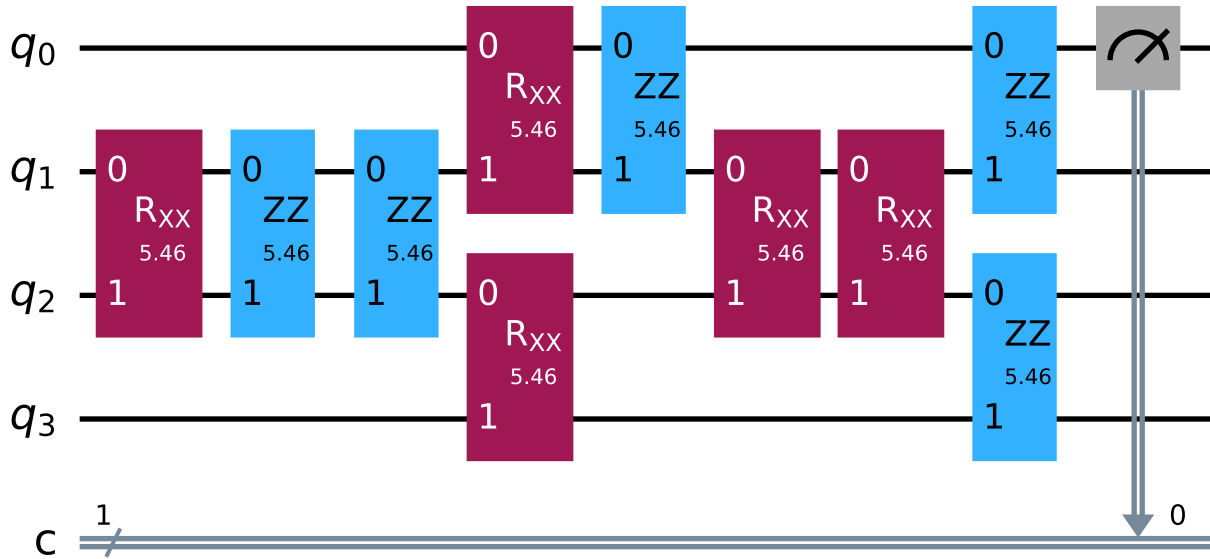 q0 0 0 0
RXX ZZ ZZ
5.46 5.46 5.46
q1 0 0 0 1 1 0 0 1
RXX ZZ ZZ RXX RXX
5.46 5.46 5.46 5.46 5.46
q2 1 1 1 0 1 1 0
RXX ZZ
5.46 5.46
q3 1 1
1 0
c